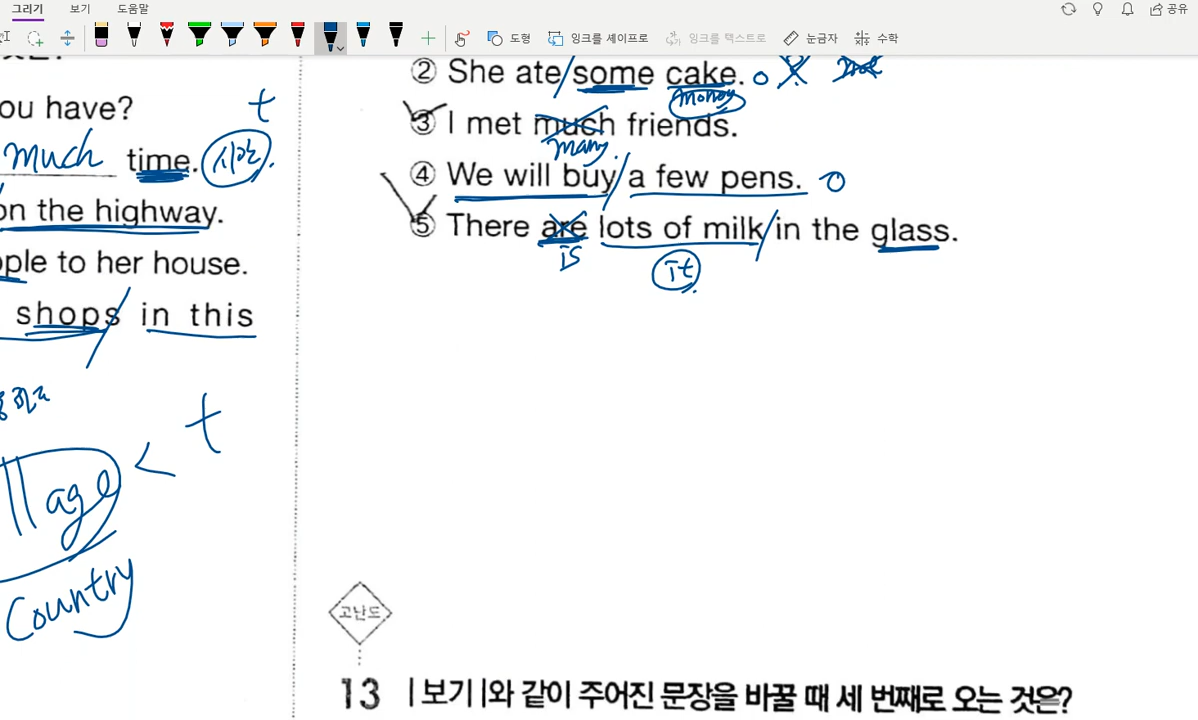 그리기 보기 도움말 공유
도형 잉크를 셰이프로 잉크를 텍스트로 눈금자 수학
ou have? t
much time. 시간
on the highway.
ople to her house.
shops in this
t
llage <
Country
② She ate/some cake. o
money
③ I met much friends.
many.
④ We will buy/a few pens. o
⑤ There are lots of milk/in the glass.
is It
고난도
13 |보기|와 같이 주어진 문장을 바꿀 때 세 번째로 오는 것은?